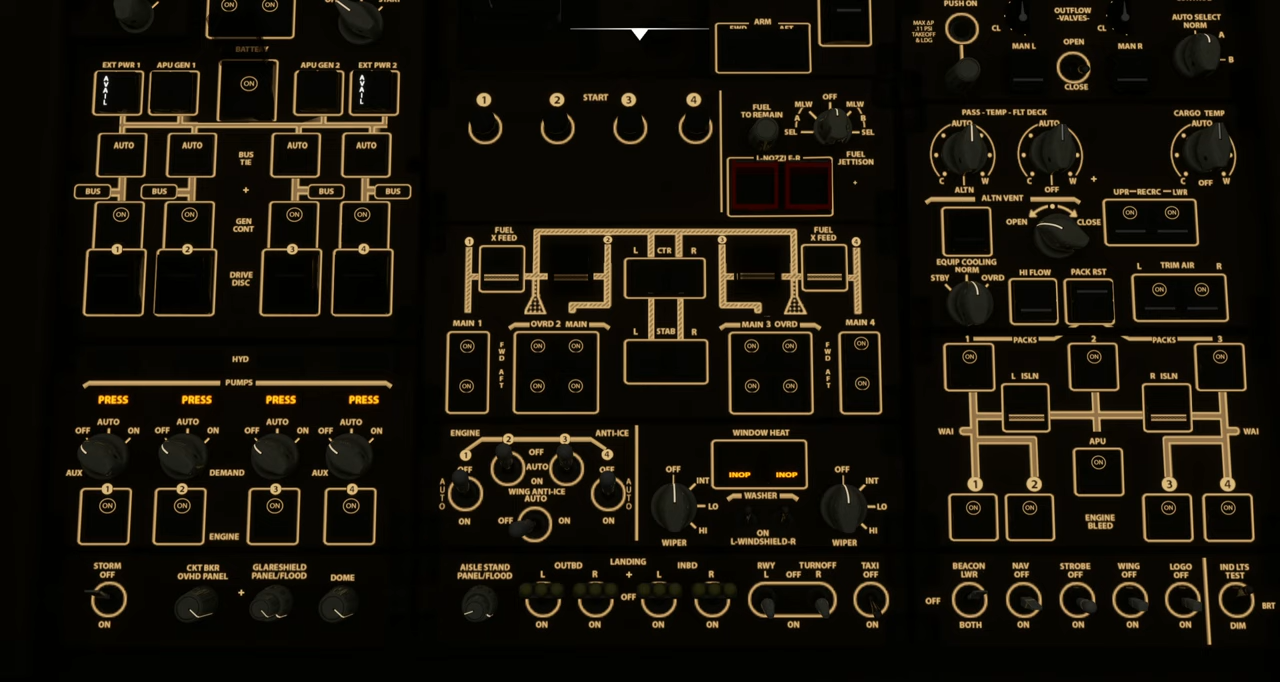 START
ON
ON
BATTERY
EXT PWR 1
APU GEN 1
APU GEN 2
EXT PWR 2
AVAIL
ON
AVAIL
AUTO
AUTO
BUS
TIE
AUTO
AUTO
BUS
BUS
BUS
BUS
ON
ON
GEN
CONT
ON
ON
1
2
3
4
DRIVE
DISC
HYD
PUMPS
PRESS
PRESS
PRESS
PRESS
OFF
AUTO
ON
OFF
AUTO
ON
OFF
AUTO
ON
OFF
AUTO
ON
AUX
DEMAND
AUX
1
2
3
4
ON
ON
ON
ON
ENGINE
STORM
OFF
ON
CKT BKR
OVHD PANEL
GLARESHIELD
PANEL/FLOOD
DOME
ARM
1
START
2
3
4
FUEL
TO REMAIN
MLW
OFF
MLW
A
B
SEL
SEL
FUEL
JETTISON
L-NOZZLE-R
1
FUEL
X FEED
2
L CTR R
3
FUEL
X FEED
4
MAIN 1
OVRD 2 MAIN
L STAB R
MAIN 3 OVRD
MAIN 4
ON
ON
ON
ON
ON
ON
FWD
AFT
FWD
AFT
ON
ON
ON
ON
ON
ON
ENGINE
ANTI-ICE
1
2
3
4
OFF
OFF
AUTO
ON
OFF
AUTO
AUTO
WING ANTI-ICE
AUTO
OFF
ON
ON
ON
WINDOW HEAT
INOP
INOP
OFF
INT
LO
HI
WIPER
WASHER
ON
L-WINDSHIELD-R
OFF
INT
LO
HI
WIPER
AISLE STAND
PANEL/FLOOD
LANDING
OUTBD
INBD
L
R
OFF
L
R
ON
ON
ON
ON
RWY
TURNOFF
L
OFF
R
ON
TAXI
OFF
ON
PUSH ON
MAX ΔP
.11 PSI
TAKEOFF
& LDG
OUTFLOW
-VALVES-
CL
CL
MAN L
OPEN
MAN R
CLOSE
AUTO SELECT
NORM
A
B
PASS - TEMP - FLT DECK
CARGO TEMP
AUTO
AUTO
AUTO
C
W
C
W
C
W
ALTN
OFF
OFF
ALTN VENT
OPEN
CLOSE
UPR—RECRC—LWR
ON
ON
EQUIP COOLING
NORM
STBY
OVRD
HI FLOW
PACK RST
L
TRIM AIR
R
ON
ON
1
PACKS
2
PACKS
3
ON
ON
ON
L ISLN
R ISLN
WAI
WAI
APU
ON
1
2
3
4
ON
ON
ENGINE
BLEED
ON
ON
BEACON
LWR
OFF
BOTH
NAV
OFF
ON
STROBE
OFF
ON
WING
OFF
ON
LOGO
OFF
ON
IND LTS
TEST
BRT
DIM